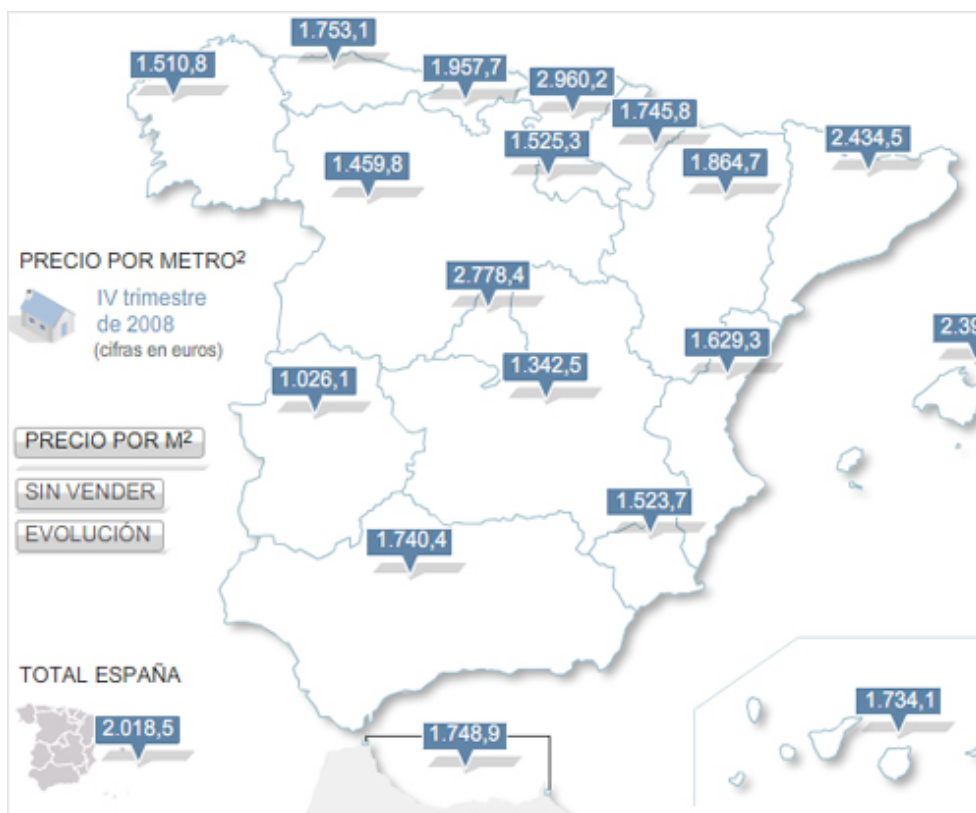 1.753,1
1.510,8
1.957,7
2.960,2
1.745,8
1.525,3
2.434,5
1.459,8
1.864,7
PRECIO POR METRO²
IV trimestre
de 2008
(cifras en euros)
2.778,4
1.629,3
2.39
1.026,1
1.342,5
PRECIO POR M²
SIN VENDER
EVOLUCIÓN
1.523,7
1.740,4
TOTAL ESPAÑA
2.018,5
1.748,9
1.734,1